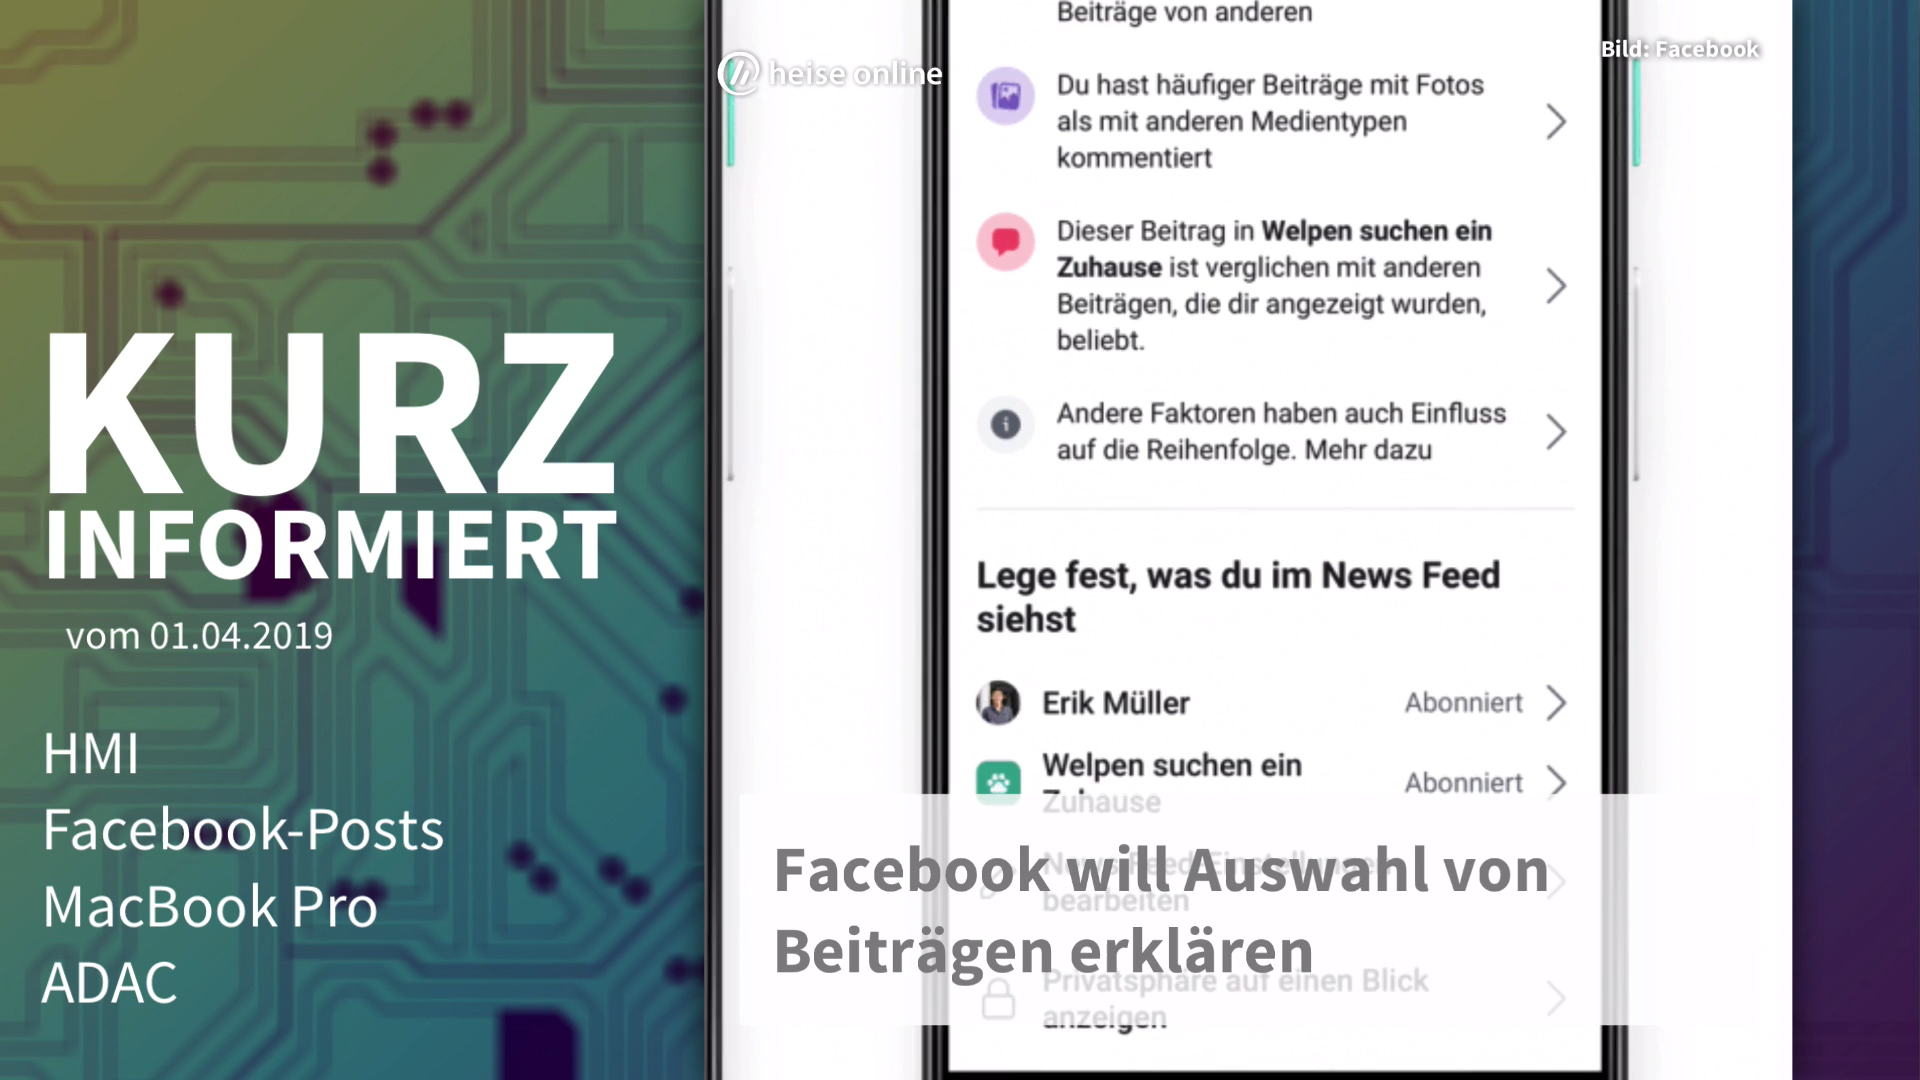 KURZ
INFORMIERT
vom 01.04.2019
HMI
Facebook-Posts
MacBook Pro
ADAC
heise online
Bild: Facebook
Beiträge von anderen
Du hast häufiger Beiträge mit Fotos
als mit anderen Medientypen
kommentiert
Dieser Beitrag in Welpen suchen ein
Zuhause ist verglichen mit anderen
Beiträgen, die dir angezeigt wurden,
beliebt.
Andere Faktoren haben auch Einfluss
auf die Reihenfolge. Mehr dazu
Lege fest, was du im News Feed
siehst
Erik Müller Abonniert
Welpen suchen ein Abonniert
Zuhause
News Feed-Einstellungen
bearbeiten
Facebook will Auswahl von
Beiträgen erklären
Privatsphäre auf einen Blick
anzeigen